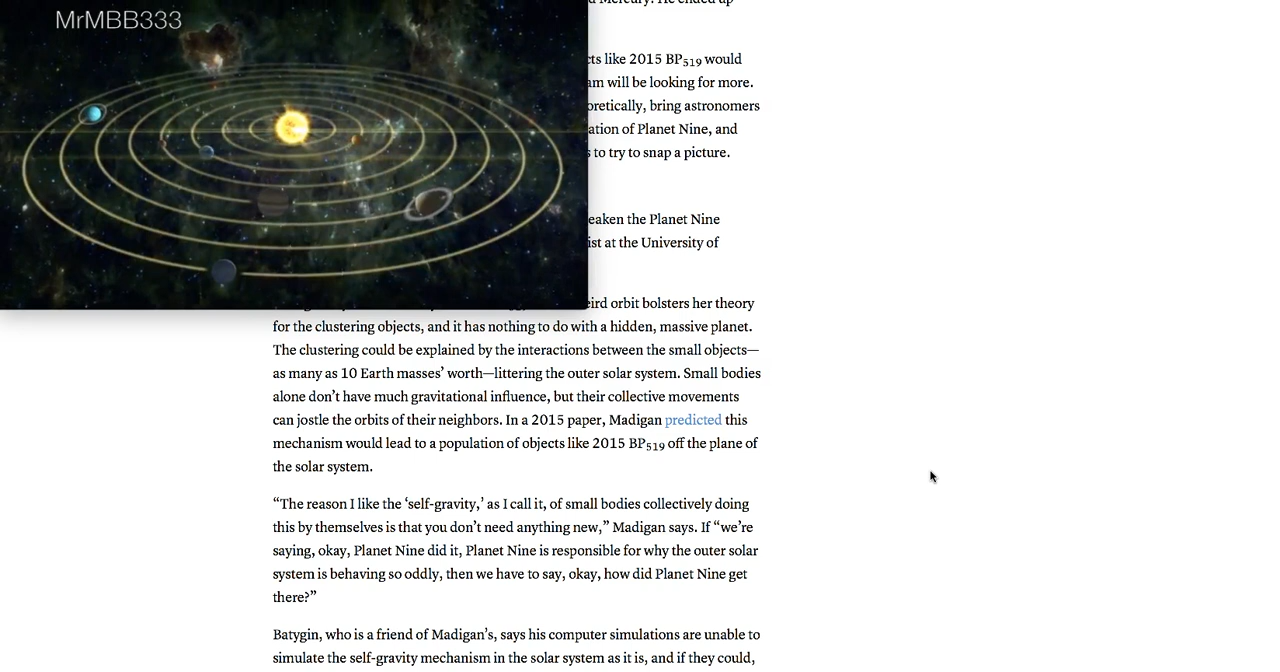 MrMBB333
d Mercury. He ended up
cts like 2015 BP519 would
am will be looking for more.
oretically, bring astronomers
ation of Planet Nine, and
s to try to snap a picture.
eaken the Planet Nine
ist at the University of
eird orbit bolsters her theory
for the clustering objects, and it has nothing to do with a hidden, massive planet.
The clustering could be explained by the interactions between the small objects—
as many as 10 Earth masses’ worth—littering the outer solar system. Small bodies
alone don’t have much gravitational influence, but their collective movements
can jostle the orbits of their neighbors. In a 2015 paper, Madigan predicted this
mechanism would lead to a population of objects like 2015 BP519 off the plane of
the solar system.
“The reason I like the ‘self-gravity,’ as I call it, of small bodies collectively doing
this by themselves is that you don’t need anything new,” Madigan says. If “we’re
saying, okay, Planet Nine did it, Planet Nine is responsible for why the outer solar
system is behaving so oddly, then we have to say, okay, how did Planet Nine get
there?”
Batygin, who is a friend of Madigan’s, says his computer simulations are unable to
simulate the self-gravity mechanism in the solar system as it is, and if they could,